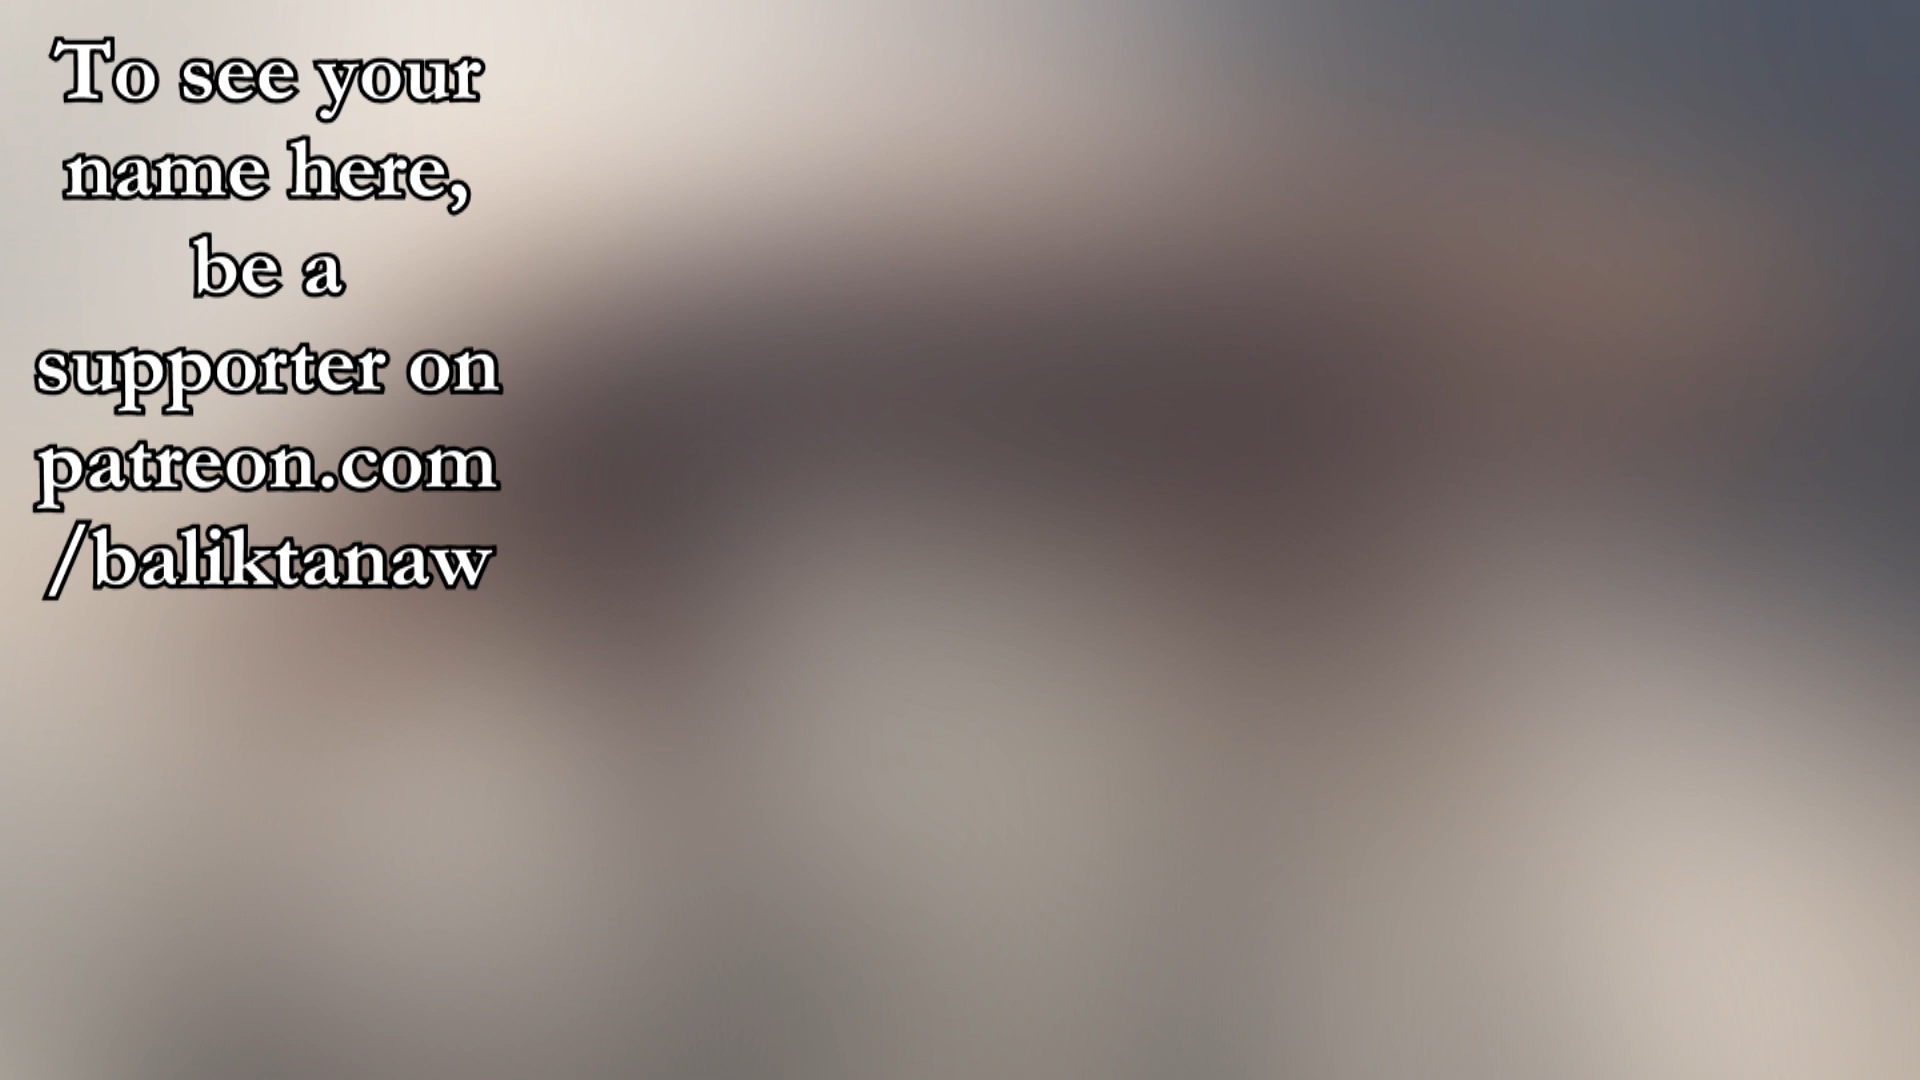 To see your
name here,
be a
supporter on
patreon.com
/baliktanaw